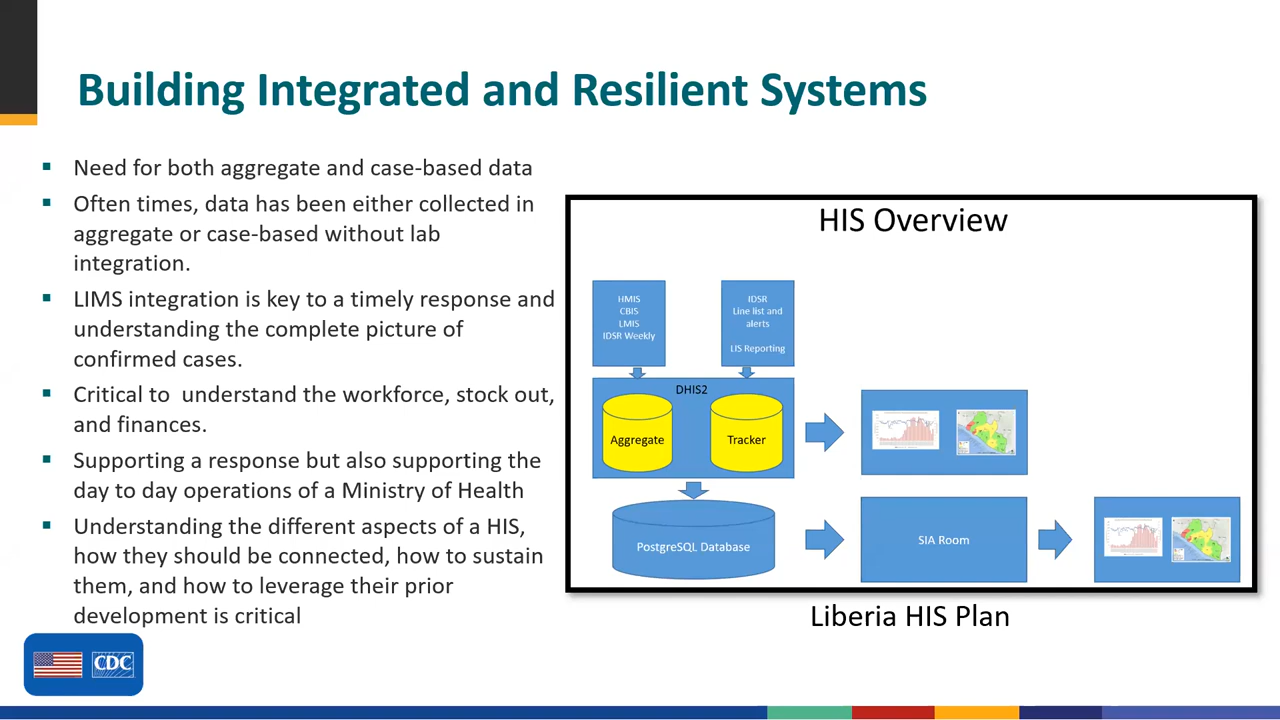 Building Integrated and Resilient Systems
Need for both aggregate and case-based data
Often times, data has been either collected in
aggregate or case-based without lab
integration.
LIMS integration is key to a timely response and
understanding the complete picture of
confirmed cases.
Critical to  understand the workforce, stock out,
and finances.
Supporting a response but also supporting the
day to day operations of a Ministry of Health
Understanding the different aspects of a HIS,
how they should be connected, how to sustain
them, and how to leverage their prior
development is critical
HIS Overview
HMIS
CBIS
LMIS
IDSR Weekly
IDSR
Line list and
alerts
LIS Reporting
DHIS2
Aggregate
Tracker
PostgreSQL Database
SIA Room
Liberia HIS Plan
CDC